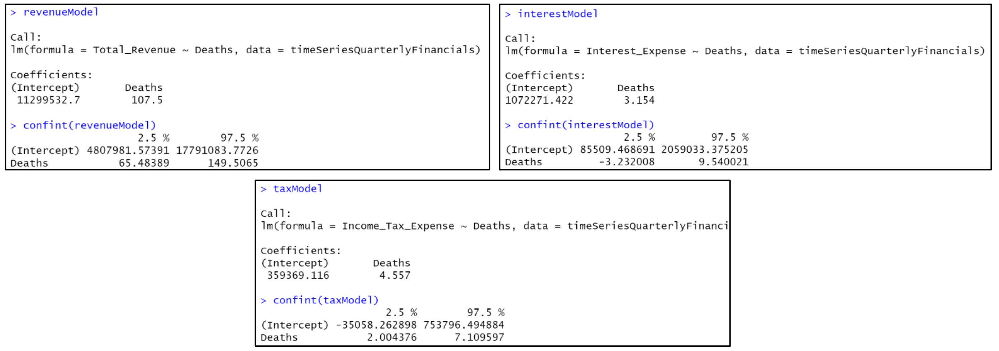 > revenueModel
Call:
lm(formula = Total_Revenue ~ Deaths, data = timeSeriesQuarterlyFinancials)
Coefficients:
(Intercept)       Deaths
 11299532.7        107.5
> confint(revenueModel)
                    2.5 %        97.5 %
(Intercept) 4807981.57391 17791083.7726
Deaths           65.48389      149.5065
> interestModel
Call:
lm(formula = Interest_Expense ~ Deaths, data = timeSeriesQuarterlyFinancials)
Coefficients:
(Intercept)       Deaths
1072271.422        3.154
> confint(interestModel)
                   2.5 %         97.5 %
(Intercept) 85509.468691 2059033.375205
Deaths         -3.232008       9.540021
> taxModel
Call:
lm(formula = Income_Tax_Expense ~ Deaths, data = timeSeriesQuarterlyFinanci
Coefficients:
(Intercept)       Deaths
 359369.116        4.557
> confint(taxModel)
                    2.5 %        97.5 %
(Intercept) -35058.262898 753796.494884
Deaths           2.004376      7.109597